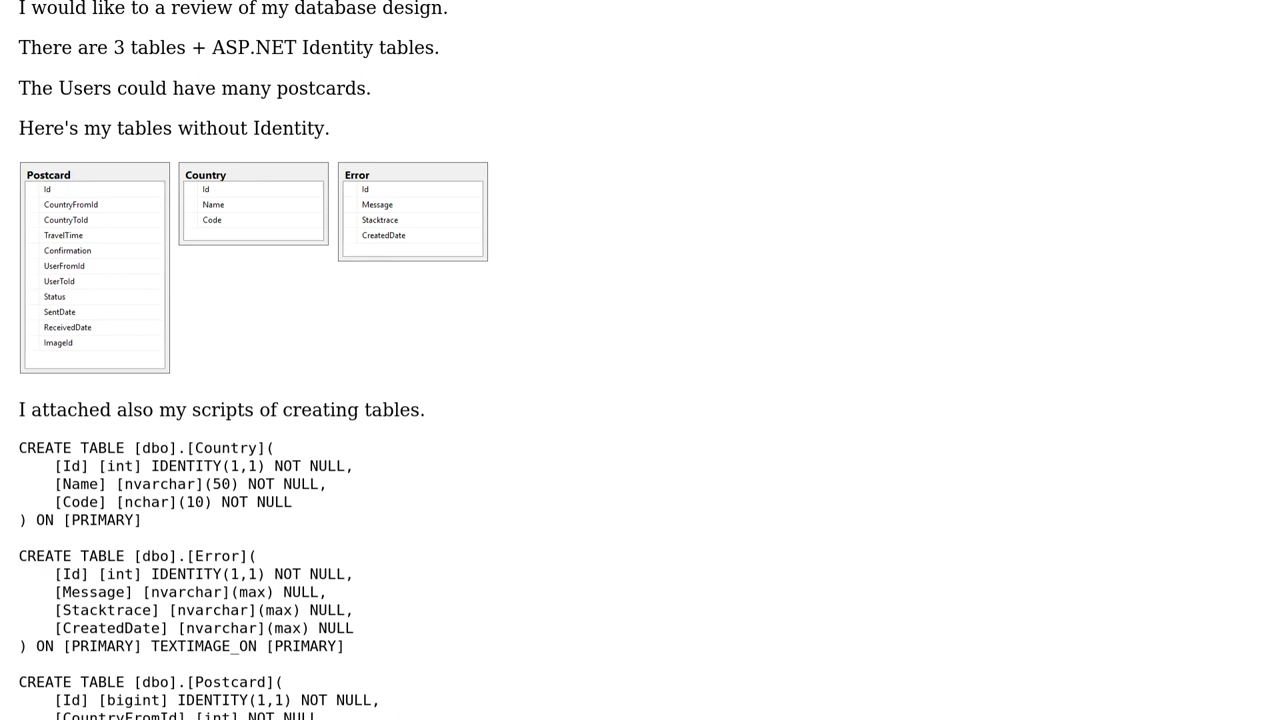 I would like to a review of my database design.
There are 3 tables + ASP.NET Identity tables.
The Users could have many postcards.
Here's my tables without Identity.
Postcard
Id
CountryFromId
CountryToId
TravelTime
Confirmation
UserFromId
UserToId
Status
SentDate
ReceivedDate
ImageId
Country
Id
Name
Code
Error
Id
Message
Stacktrace
CreatedDate
I attached also my scripts of creating tables.
CREATE TABLE [dbo].[Country](
    [Id] [int] IDENTITY(1,1) NOT NULL,
    [Name] [nvarchar](50) NOT NULL,
    [Code] [nchar](10) NOT NULL
) ON [PRIMARY]
CREATE TABLE [dbo].[Error](
    [Id] [int] IDENTITY(1,1) NOT NULL,
    [Message] [nvarchar](max) NULL,
    [Stacktrace] [nvarchar](max) NULL,
    [CreatedDate] [nvarchar](max) NULL
) ON [PRIMARY] TEXTIMAGE_ON [PRIMARY]
CREATE TABLE [dbo].[Postcard](
    [Id] [bigint] IDENTITY(1,1) NOT NULL,
    [CountryFromId] [int] NOT NULL